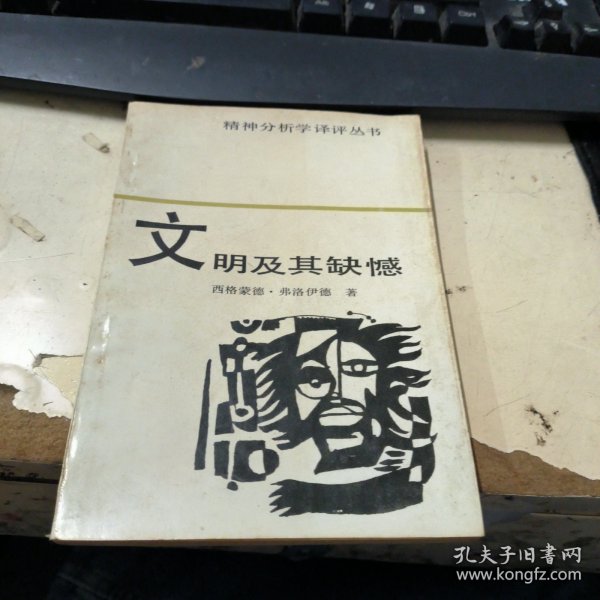 精神分析学译评丛书
文明及其缺憾
西格蒙德·弗洛伊德 著
孔夫子旧书网
www.kongfz.com